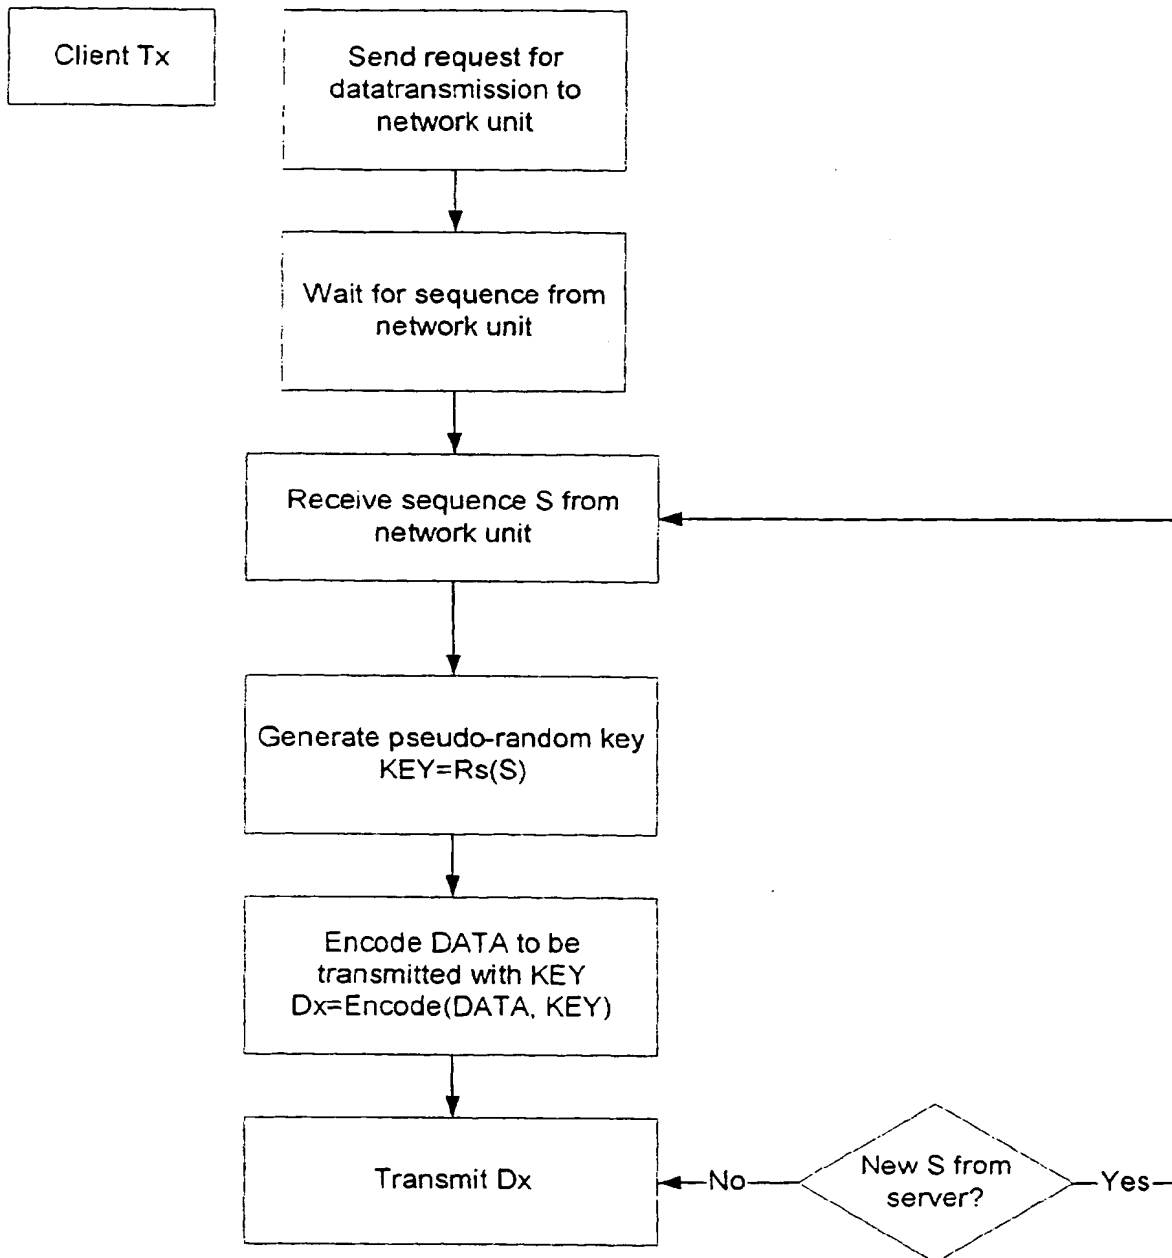 Client Tx
Send request for
datatransmission to
network unit
Wait for sequence from
network unit
Receive sequence S from
network unit
Generate pseudo-random key
KEY=Rs(S)
Encode DATA to be
transmitted with KEY
Dx=Encode(DATA, KEY)
Transmit Dx
No
New S from
server?
Yes